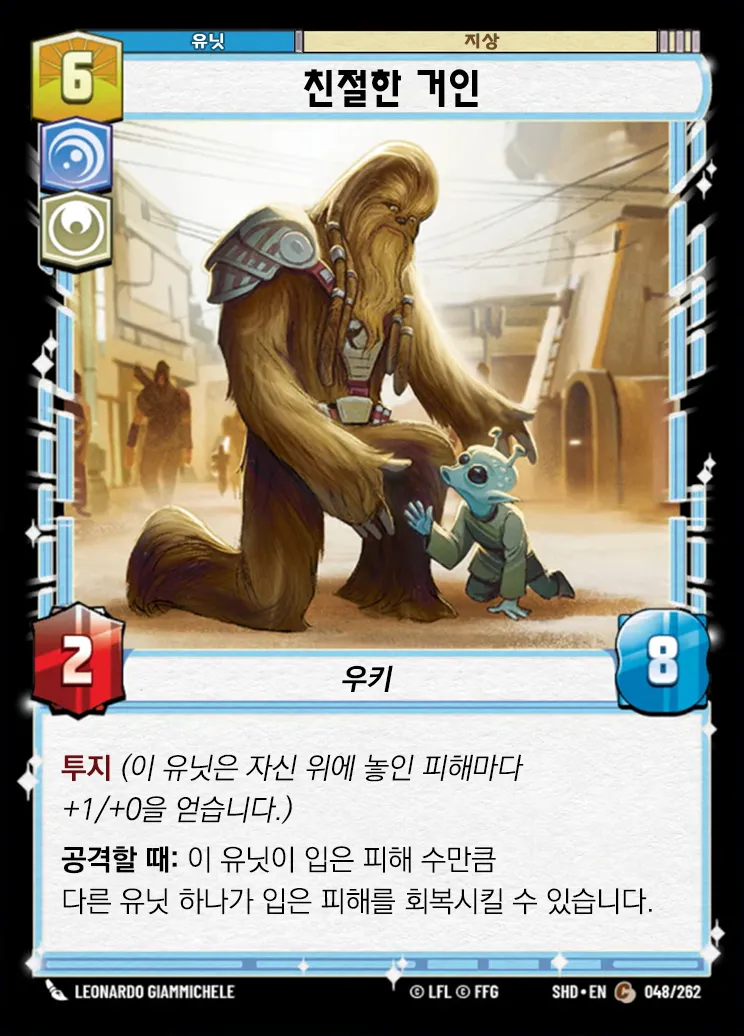 유닛
지상
6
친절한 거인
2
우키
8
투지 (이 유닛은 자신 위에 놓인 피해마다
+1/+0을 얻습니다.)
공격할 때: 이 유닛이 입은 피해 수만큼
다른 유닛 하나가 입은 피해를 회복시킬 수 있습니다.
LEONARDO GIAMMICHELE
© LFL © FFG
SHD • EN C 048/262